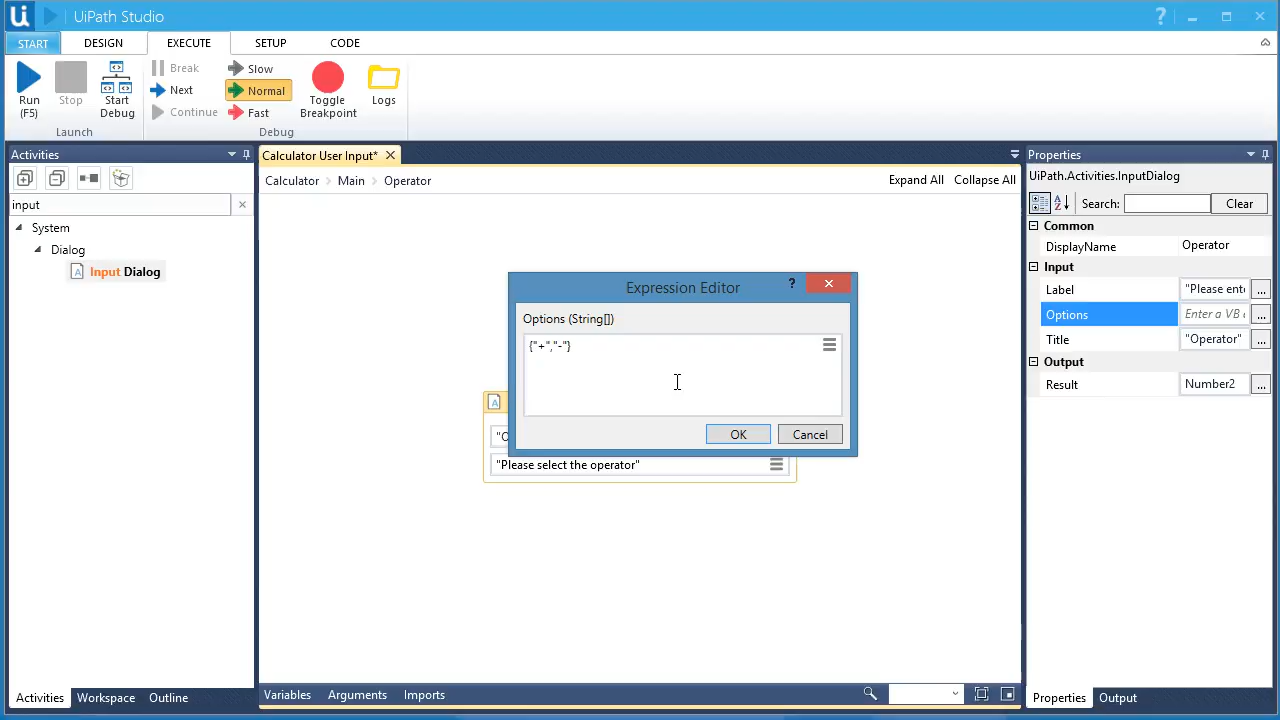 UiPath Studio
START DESIGN EXECUTE SETUP CODE
Run (F5)
Stop
Start Debug
Break
Next
Continue
Slow
Normal
Fast
Toggle Breakpoint
Logs
Launch
Debug
Activities
input
System
Dialog
Input Dialog
Activities Workspace Outline
Calculator User Input*
Calculator Main Operator
Expand All Collapse All
Expression Editor
Options (String[])
{"+","-"}
OK Cancel
"O
"Please select the operator"
Variables Arguments Imports
Properties
UiPath.Activities.InputDialog
Search: Clear
Common
DisplayName Operator
Input
Label "Please ente ...
Options Enter a VB ...
Title "Operator" ...
Output
Result Number2 ...
Properties Output